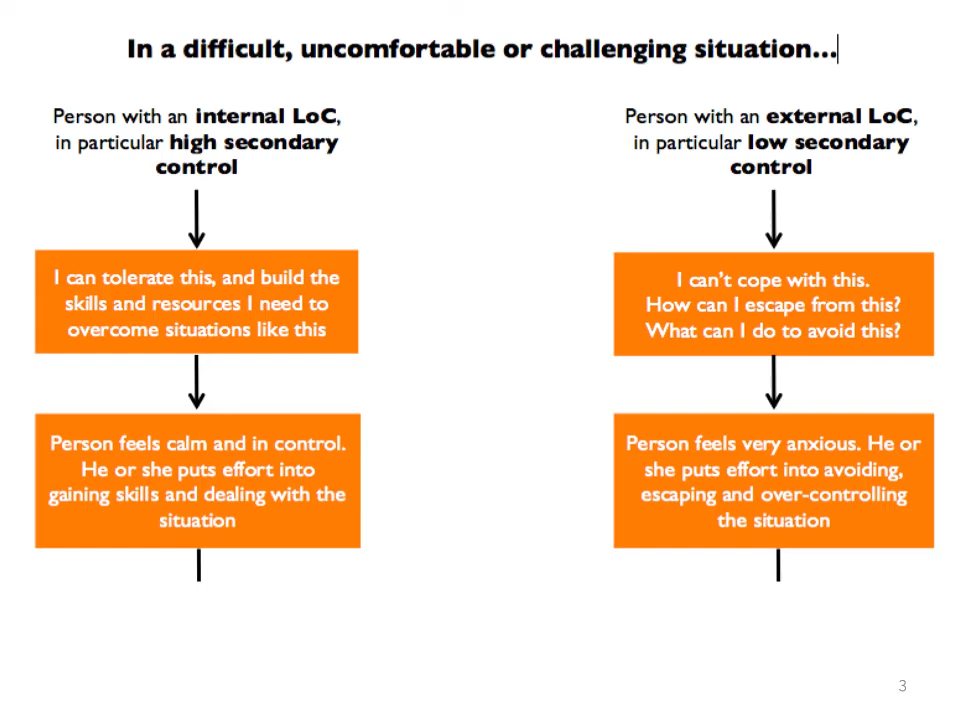 In a difficult, uncomfortable or challenging situation...
Person with an internal LoC,
in particular high secondary
control
I can tolerate this, and build the
skills and resources I need to
overcome situations like this
Person feels calm and in control.
He or she puts effort into
gaining skills and dealing with the
situation
Person with an external LoC,
in particular low secondary
control
I can't cope with this.
How can I escape from this?
What can I do to avoid this?
Person feels very anxious. He or
she puts effort into avoiding,
escaping and over-controlling
the situation
3